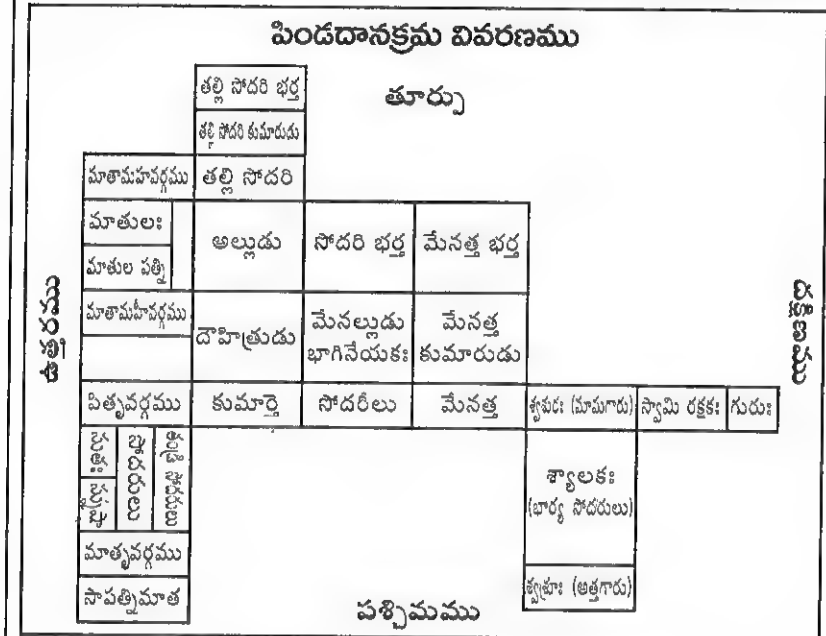 పిండదానక్రమ వివరణము
తల్లి సోదరి భర్త
తూర్పు
తల్లి సోదరి కుమారుడు
మాతామహవర్గము
తల్లి సోదరి
మాతులః
మాతుల పత్ని
అల్లుడు
సోదరి భర్త
మేనత్త భర్త
ఉత్తరము
దక్షిణము
మాతామహీవర్గము
దౌహిత్రుడు
మేనల్లుడు
భాగినేయకః
మేనత్త
కుమారుడు
పితృవర్గము
కుమార్తె
సోదరీలు
మేనత్త
శ్వశురః (మామగారు)
స్వామి రక్షకః
గురుః
శ్యాలకః
(భార్య సోదరులు)
మాతృవర్గము
సాపత్నిమాత
శ్వశ్రూః (అత్తగారు)
పశ్చిమము